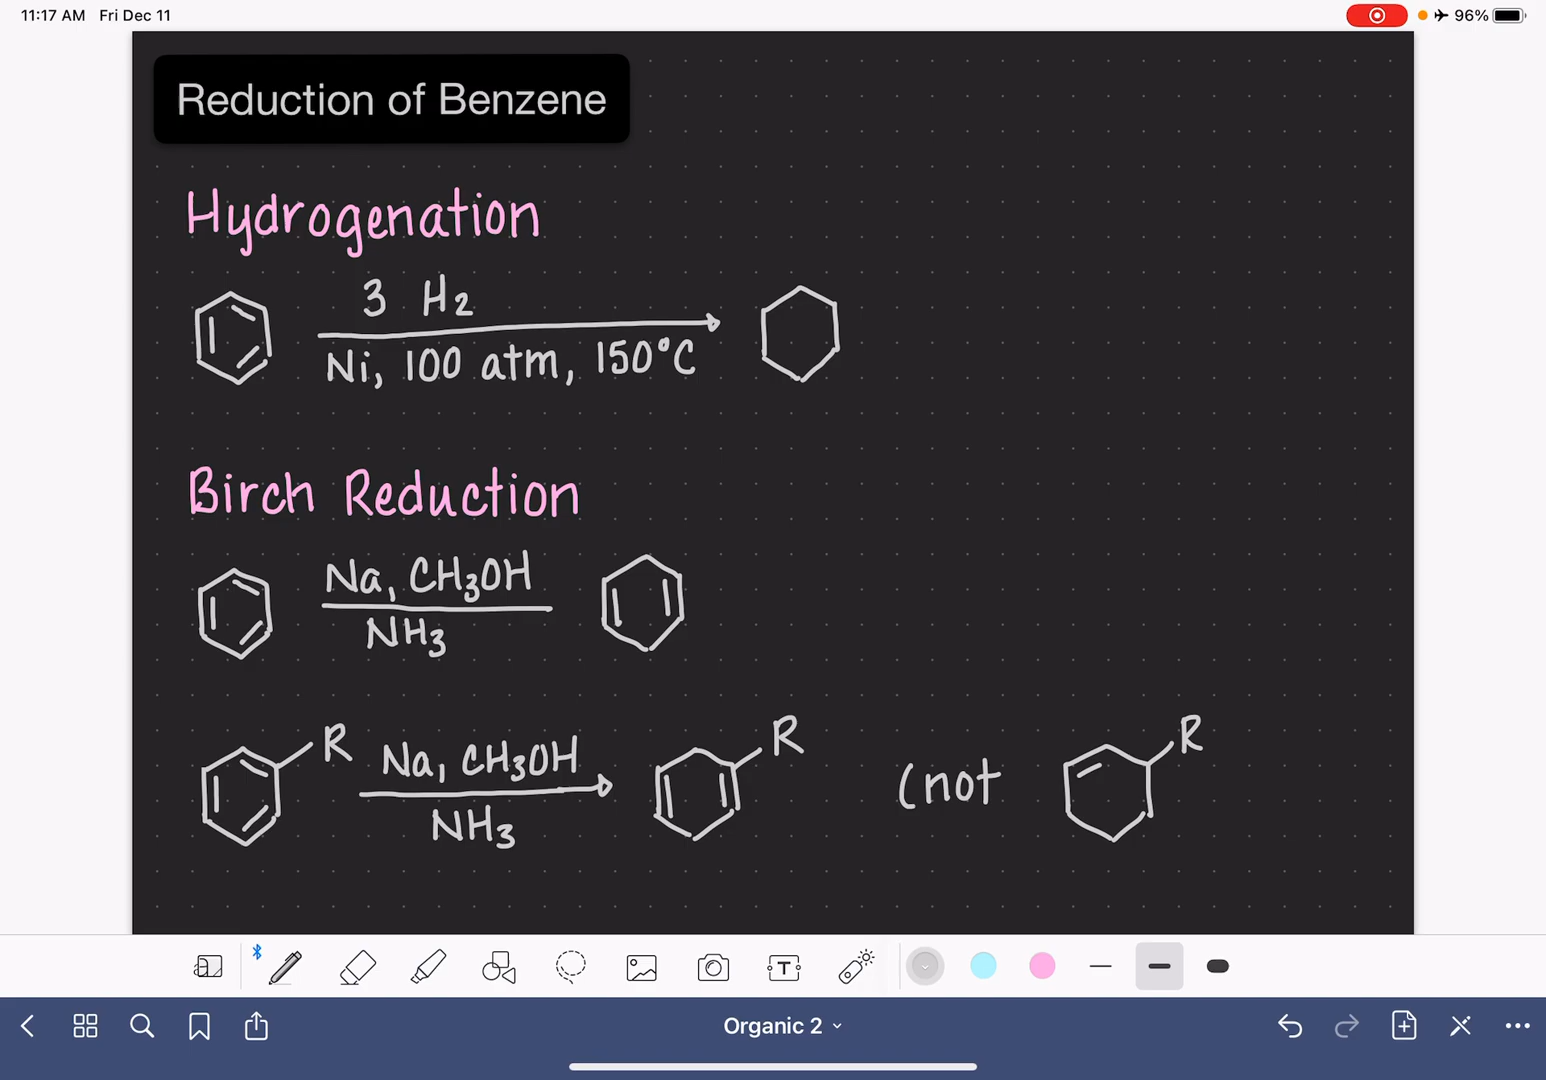 11:17 AM Fri Dec 11
96%
Reduction of Benzene
Hydrogenation
3 H2
Ni, 100 atm, 150°C
Birch Reduction
Na, CH3OH
NH3
R Na, CH3OH R (not R
NH3
T
Organic 2